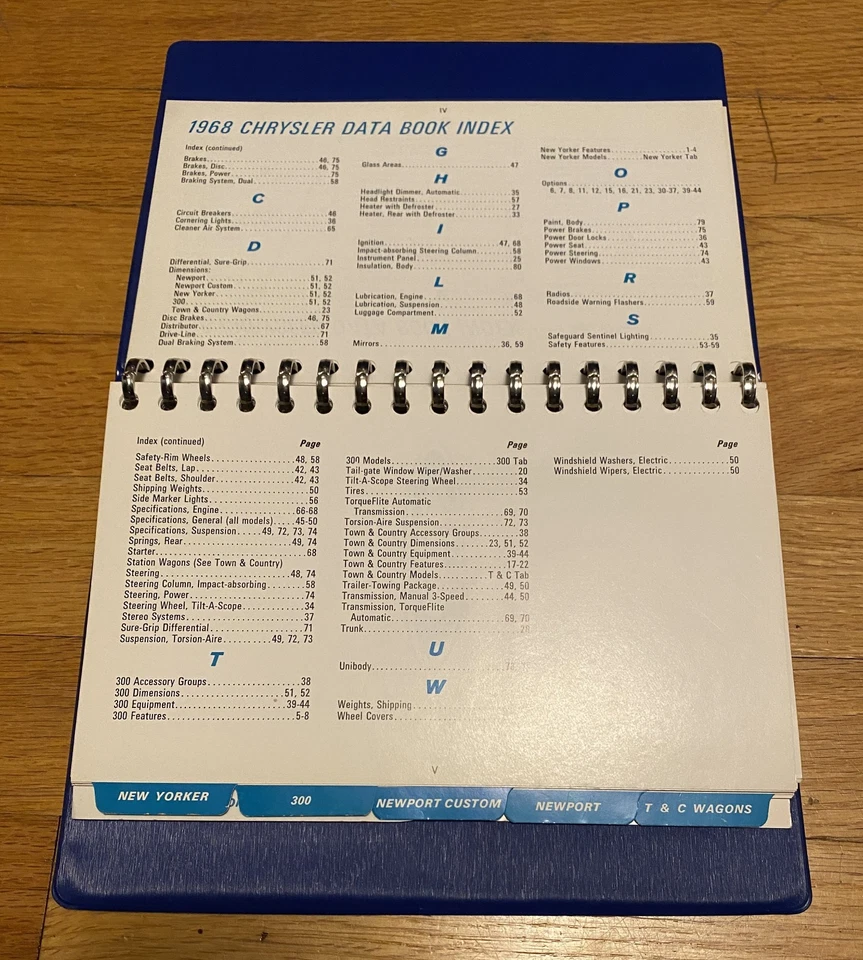 IV
1968 CHRYSLER DATA BOOK INDEX
Index (continued)
Brakes 46, 75
Brakes, Disc 46, 75
Brakes, Power 75
Braking System, Dual 58
C
Circuit Breakers 46
Cornering Lights 38
Cleaner Air System 65
D
Differential, Sure-Grip 71
Dimensions:
Newport 51, 52
Newport Custom 51, 52
New Yorker 51, 52
300 51, 52
Town & Country Wagons 23
Disc Brakes 46, 75
Distributor 67
Drive-Line 71
Dual Braking System 58
G
Glass Areas 47
H
Headlight Dimmer, Automatic 35
Head Restraints 57
Heater with Defroster 27
Heater, Rear with Defroster 33
I
Ignition 47, 68
Impact-absorbing Steering Column 58
Instrument Panel 25
Insulation, Body 80
L
Lubrication, Engine 68
Lubrication, Suspension 48
Luggage Compartment 52
M
Mirrors 36, 59
New Yorker Features 1-4
New Yorker Models New Yorker Tab
O
Options
6, 7, 8, 11, 12, 15, 16, 21, 23, 30-37, 39-44
P
Paint, Body 79
Power Brakes 75
Power Door Locks 36
Power Seat 43
Power Steering 74
Power Windows 43
R
Radios 37
Roadside Warning Flashers 59
S
Safeguard Sentinel Lighting 35
Safety Features 53-59
Index (continued)
Page
Safety-Rim Wheels 48, 58
Seat Belts, Lap 42, 43
Seat Belts, Shoulder 42, 43
Shipping Weights 50
Side Marker Lights 56
Specifications, Engine 66-68
Specifications, General (all models) 45-50
Specifications, Suspension 49, 72, 73, 74
Springs, Rear 49, 74
Starter 68
Station Wagons (See Town & Country)
Steering 48, 74
Steering Column, Impact-absorbing 58
Steering, Power 74
Steering Wheel, Tilt-A-Scope 34
Stereo Systems 37
Sure-Grip Differential 71
Suspension, Torsion-Aire 49, 72, 73
T
300 Accessory Groups 38
300 Dimensions 51, 52
300 Equipment 39-44
300 Features 5-8
Page
300 Models 300 Tab
Tail-gate Window Wiper/Washer 20
Tilt-A-Scope Steering Wheel 34
Tires 53
TorqueFlite Automatic
Transmission 69, 70
Torsion-Aire Suspension 72, 73
Town & Country Accessory Groups 38
Town & Country Dimensions 23, 51, 52
Town & Country Equipment 39-44
Town & Country Features 17-22
Town & Country Models T & C Tab
Trailer-Towing Package 49, 50
Transmission, Manual 3-Speed 44, 50
Transmission, TorqueFlite
Automatic 69, 70
Trunk
U
Unibody
W
Weights, Shipping
Wheel Covers
Page
Windshield Washers, Electric 50
Windshield Wipers, Electric 50
V
NEW YORKER
300
NEWPORT CUSTOM
NEWPORT
T & C WAGONS